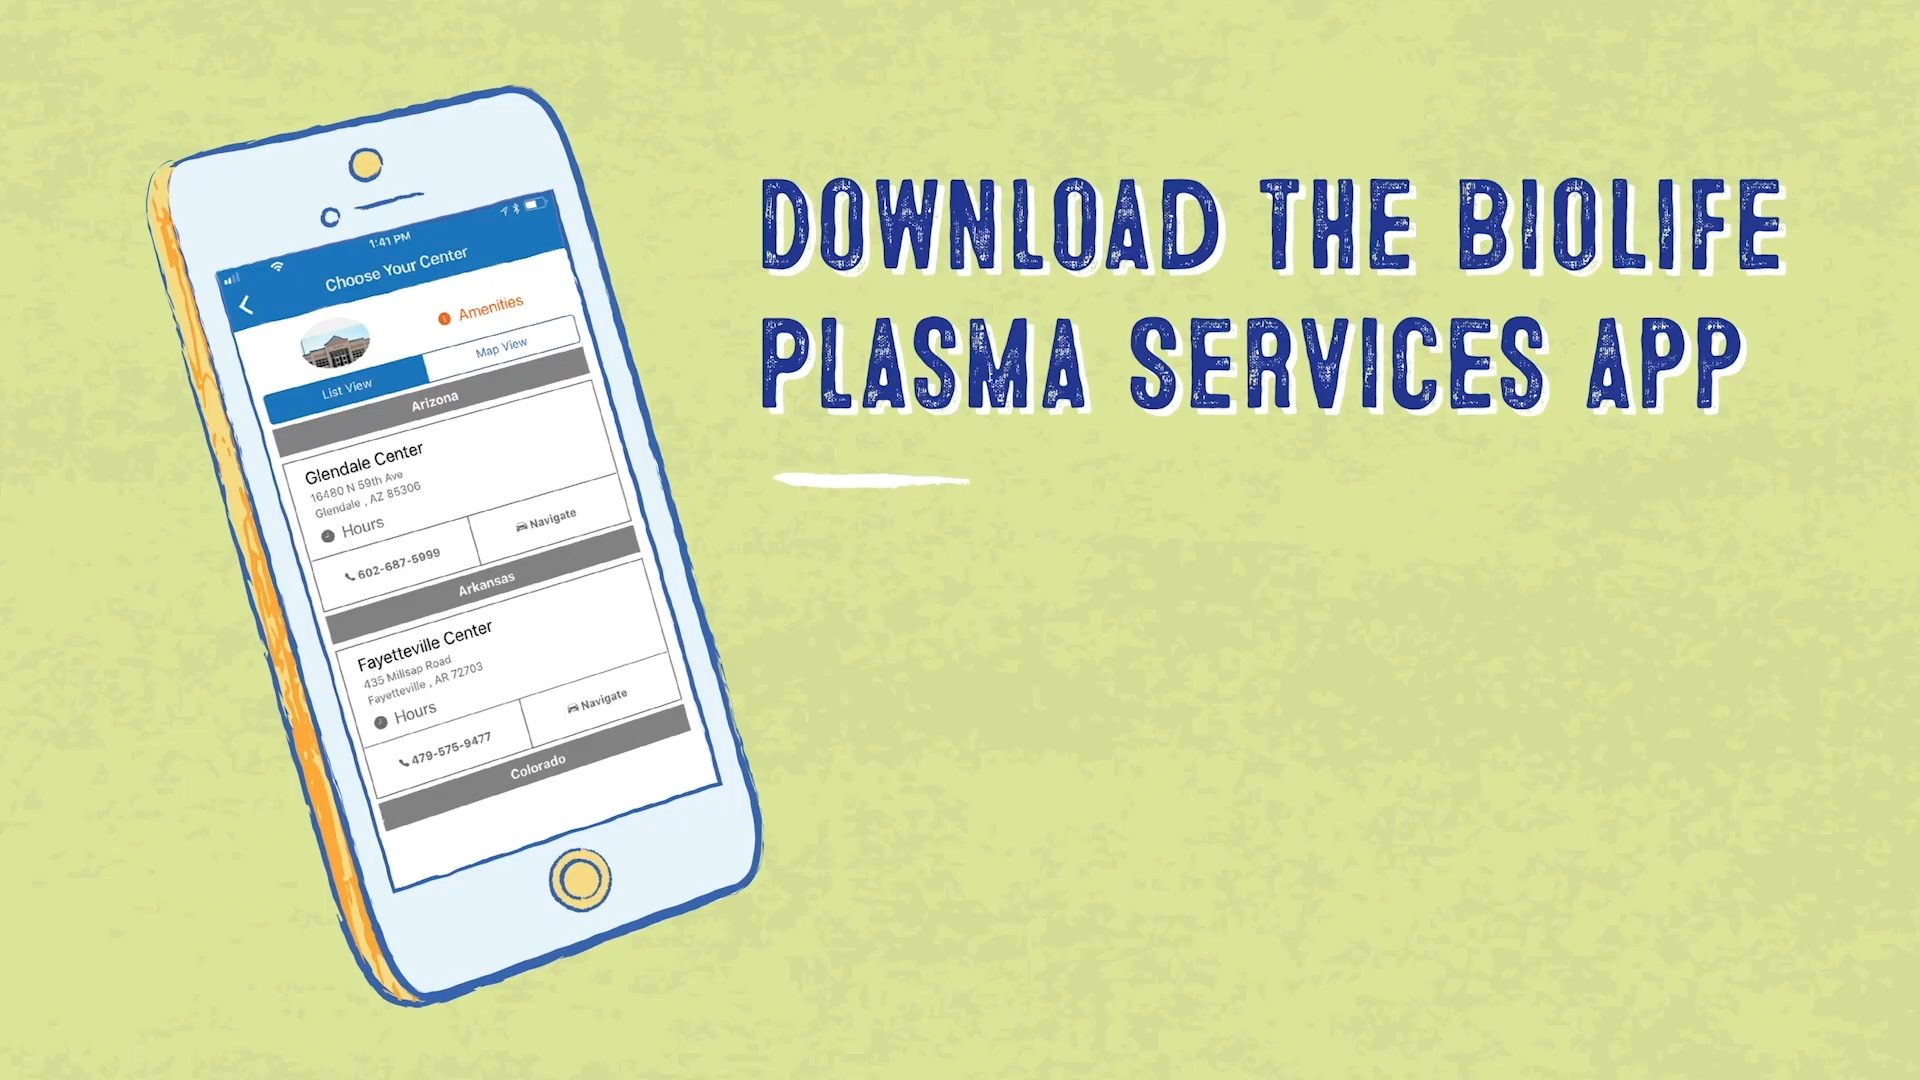 DOWNLOAD THE BIOLIFE
PLASMA SERVICES APP
1:41 PM
Choose Your Center
Amenities
List View
Map View
Arizona
Glendale Center
16480 N 59th Ave
Glendale , AZ 85306
Hours
602-687-5999
Navigate
Arkansas
Fayetteville Center
435 Millsap Road
Fayetteville , AR 72703
Hours
479-575-9477
Navigate
Colorado